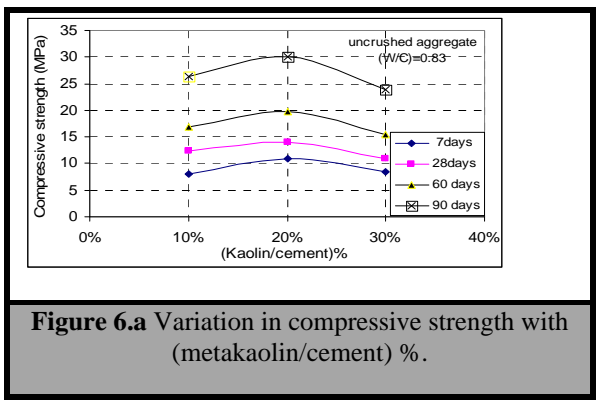 35
30
25
20
15
10
5
0
Compressive strength (MPa)
uncrushed aggregate
(W/C)=0.83
7days
28days
60 days
90 days
0% 10% 20% 30% 40%
(Kaolin/cement)%
Figure 6.a Variation in compressive strength with
(metakaolin/cement) %.